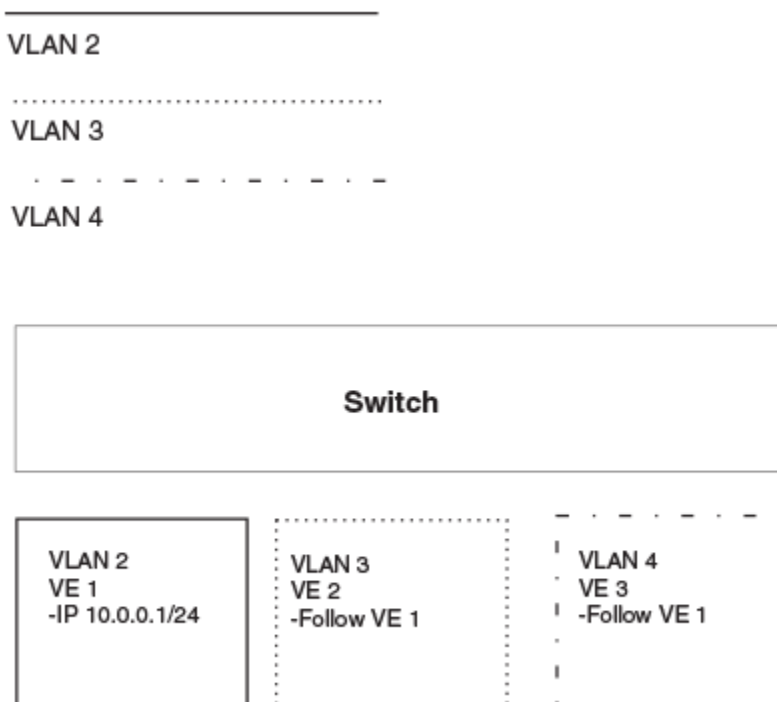 VLAN 2
VLAN 3
VLAN 4
Switch
VLAN 2
VE 1
-IP 10.0.0.1/24
VLAN 3
VE 2
-Follow VE 1
VLAN 4
VE 3
-Follow VE 1